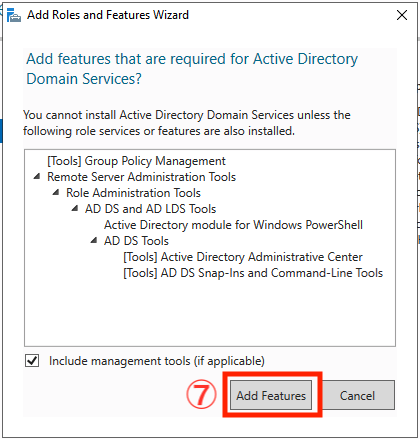 Add Roles and Features Wizard
Add features that are required for Active Directory
Domain Services?
You cannot install Active Directory Domain Services unless the
following role services or features are also installed.
[Tools] Group Policy Management
Remote Server Administration Tools
Role Administration Tools
AD DS and AD LDS Tools
Active Directory module for Windows PowerShell
AD DS Tools
[Tools] Active Directory Administrative Center
[Tools] AD DS Snap-Ins and Command-Line Tools
Include management tools (if applicable)
⑦ Add Features Cancel